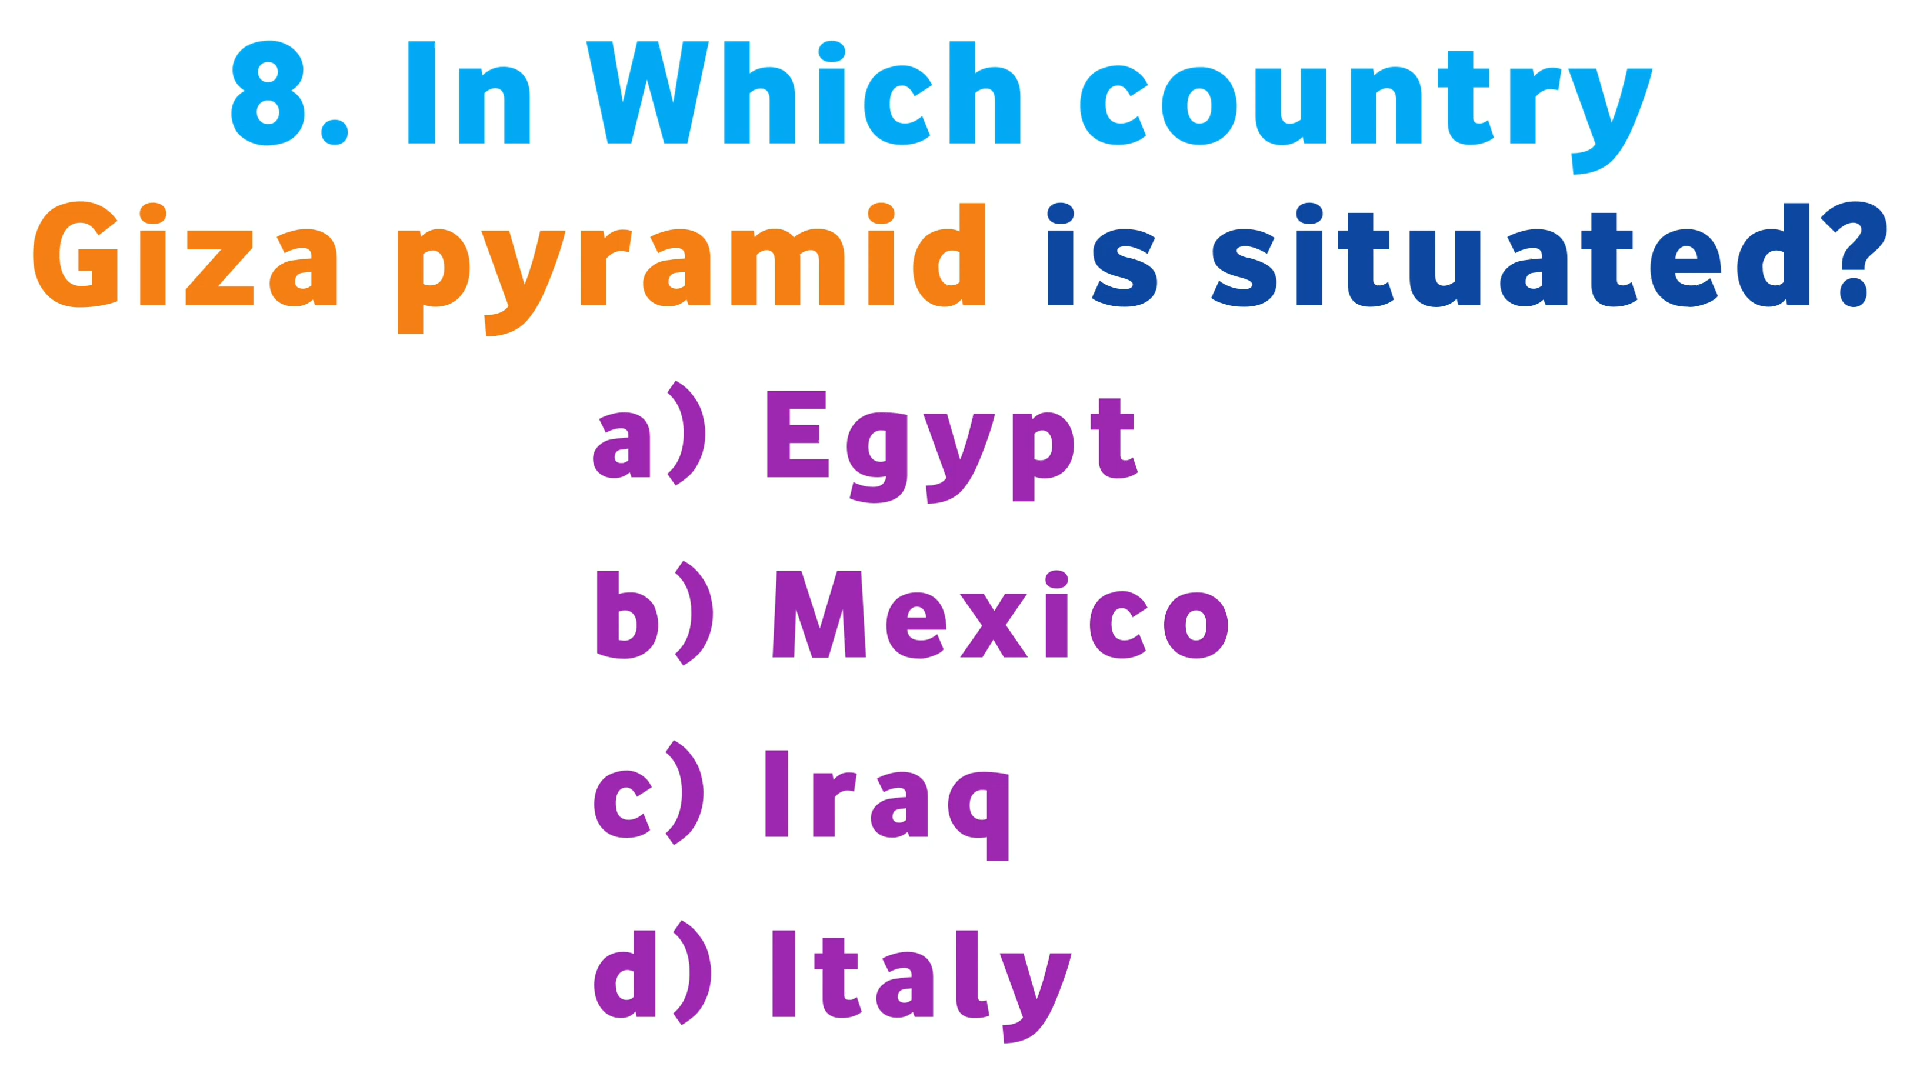 8. In Which country
Giza pyramid is situated?
a) Egypt
b) Mexico
c) Iraq
d) Italy